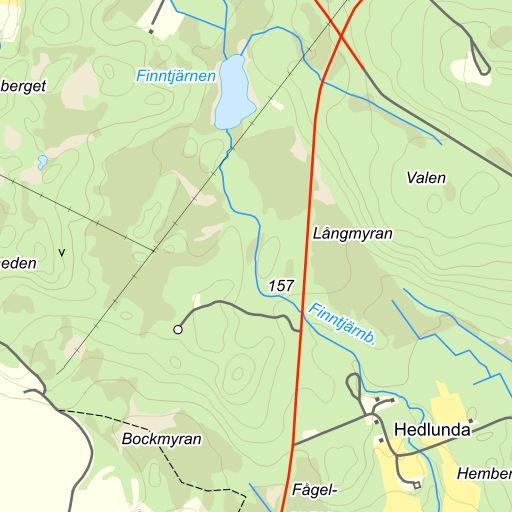 Finntjärnen
berget
Valen
Långmyran
eden
157
Finntjärnb.
Hedlunda
Bockmyran
Hember
Fågel-